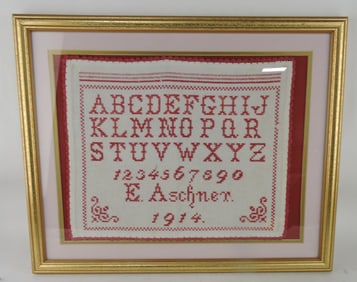 ABCDEFGHIJ
KLMNOPQR
STUVWXYZ
1234567890
E. Aschner.
1914.